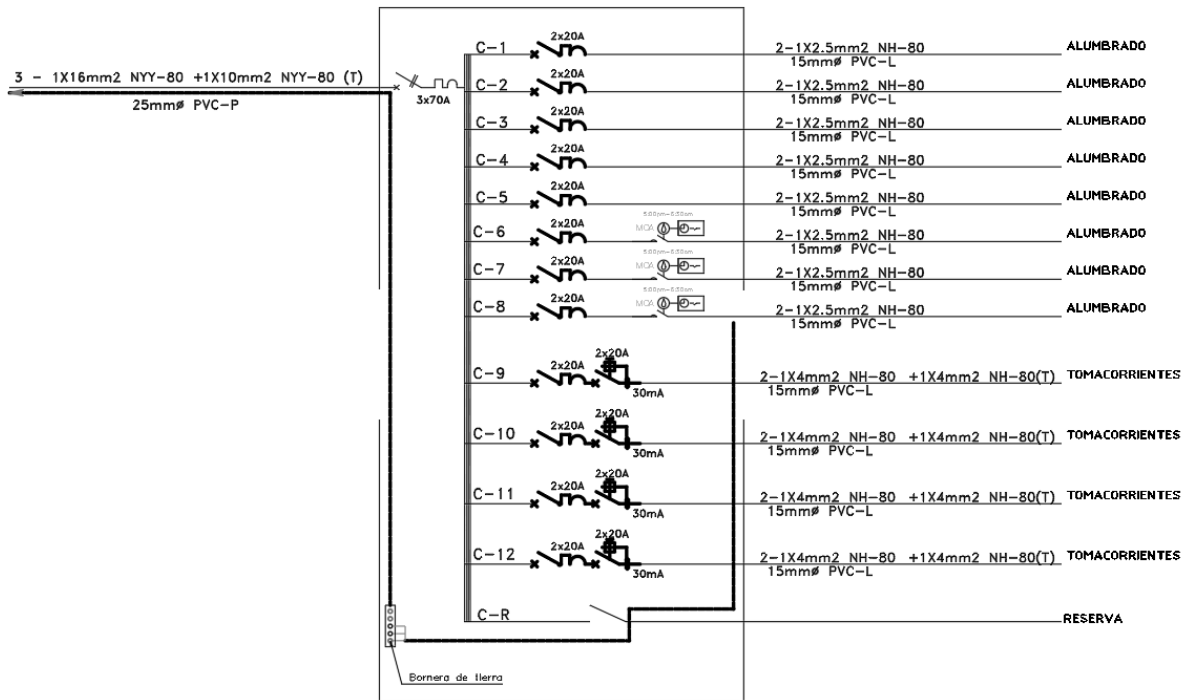 3 - 1X16mm2 NYY-80 +1X10mm2 NYY-80 (T)
25mmø PVC-P
3x70A
C-1
2x20A
2-1X2.5mm2 NH-80
15mmø PVC-L
ALUMBRADO
C-2
2x20A
2-1X2.5mm2 NH-80
15mmø PVC-L
ALUMBRADO
C-3
2x20A
2-1X2.5mm2 NH-80
15mmø PVC-L
ALUMBRADO
C-4
2x20A
2-1X2.5mm2 NH-80
15mmø PVC-L
ALUMBRADO
C-5
2x20A
2-1X2.5mm2 NH-80
15mmø PVC-L
ALUMBRADO
C-6
2x20A
2-1X2.5mm2 NH-80
15mmø PVC-L
ALUMBRADO
C-7
2x20A
2-1X2.5mm2 NH-80
15mmø PVC-L
ALUMBRADO
C-8
2x20A
2-1X2.5mm2 NH-80
15mmø PVC-L
ALUMBRADO
C-9
2x20A
2x20A
30mA
2-1X4mm2 NH-80 +1X4mm2 NH-80(T)
15mmø PVC-L
TOMACORRIENTES
C-10
2x20A
2x20A
30mA
2-1X4mm2 NH-80 +1X4mm2 NH-80(T)
15mmø PVC-L
TOMACORRIENTES
C-11
2x20A
2x20A
30mA
2-1X4mm2 NH-80 +1X4mm2 NH-80(T)
15mmø PVC-L
TOMACORRIENTES
C-12
2x20A
2x20A
30mA
2-1X4mm2 NH-80 +1X4mm2 NH-80(T)
15mmø PVC-L
TOMACORRIENTES
C-R
RESERVA
Bornera de tierra